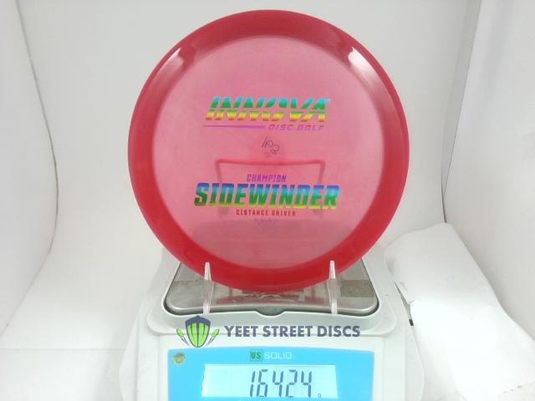 INNOVA
DISC GOLF
CHAMPION
SIDEWINDER
DISTANCE DRIVER
YEET STREET DISCS
US SOLID
164.24 g